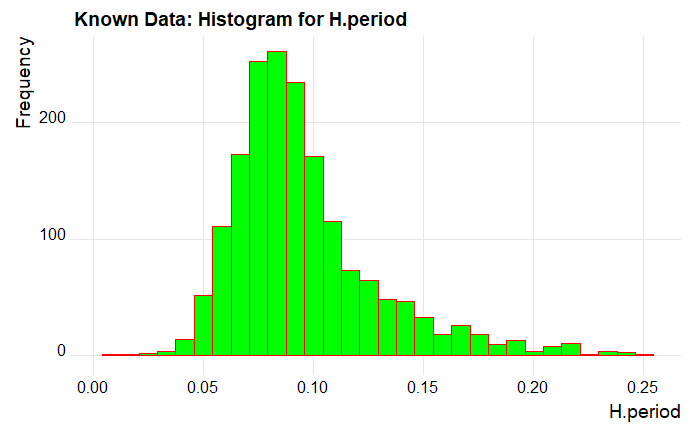 Known Data: Histogram for H.period
Frequency
200
100
0
0.00 0.05 0.10 0.15 0.20 0.25
H.period